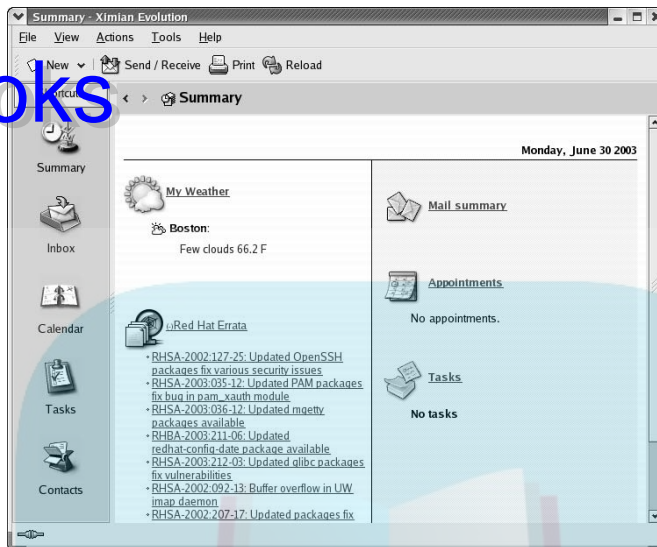 Summary - Ximian Evolution
File View Actions Tools Help
New Send / Receive Print Reload
oks
Summary
Monday, June 30 2003
Summary
Inbox
Calendar
Tasks
Contacts
My Weather
Boston:
Few clouds 66.2 F
Red Hat Errata
RHSA-2002:127-25: Updated OpenSSH
packages fix various security issues
RHSA-2003:035-12: Updated PAM packages
fix bug in pam_xauth module
RHSA-2003:036-12: Updated mgetty
packages available
RHBA-2003:211-06: Updated
redhat-config-date package available
RHSA-2003:212-03: Updated glibc packages
fix vulnerabilities
RHSA-2002:092-13: Buffer overflow in UW
imap daemon
RHSA-2002:207-17: Updated packages fix
Mail summary
Appointments
No appointments.
Tasks
No tasks